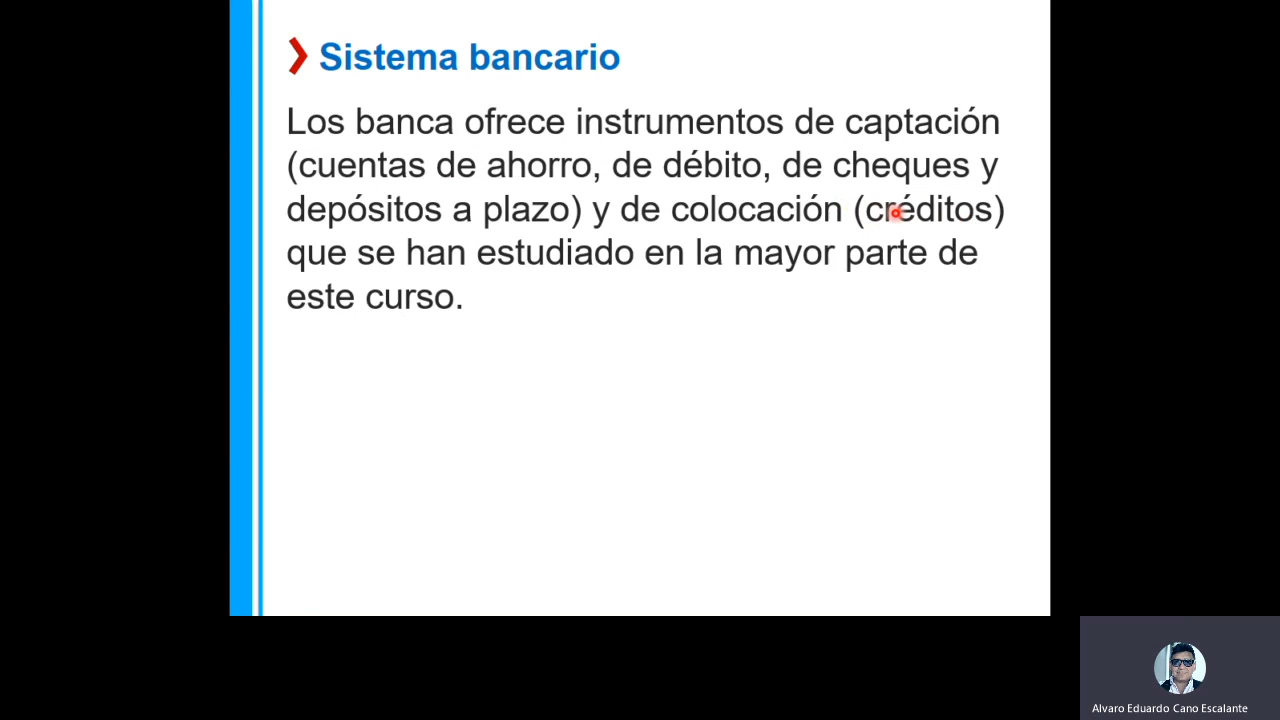 Sistema bancario
Los banca ofrece instrumentos de captación
(cuentas de ahorro, de débito, de cheques y
depósitos a plazo) y de colocación (créditos)
que se han estudiado en la mayor parte de
este curso.
Alvaro Eduardo Cano Escalante